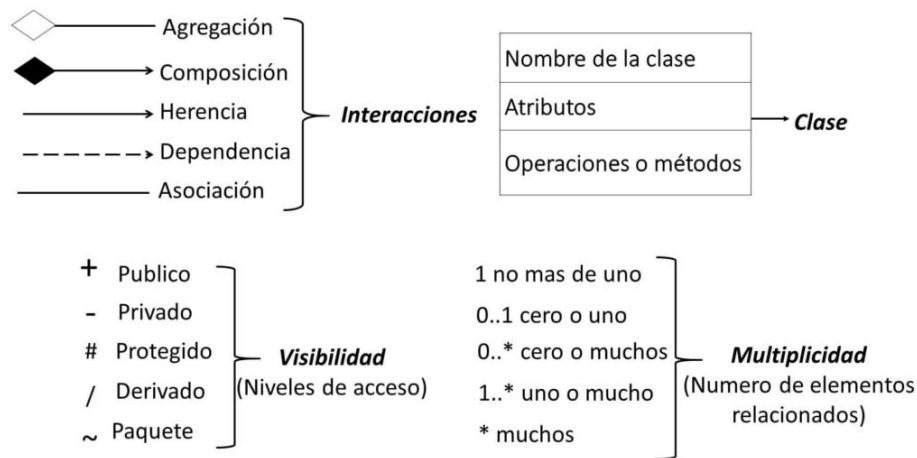 Agregación
Composición
Herencia
Dependencia
Asociación
Interacciones
Nombre de la clase
Atributos
Operaciones o métodos
Clase
+ Publico
- Privado
# Protegido
/ Derivado
~ Paquete
Visibilidad
(Niveles de acceso)
1 no mas de uno
0..1 cero o uno
0..* cero o muchos
1..* uno o mucho
* muchos
Multiplicidad
(Numero de elementos
relacionados)